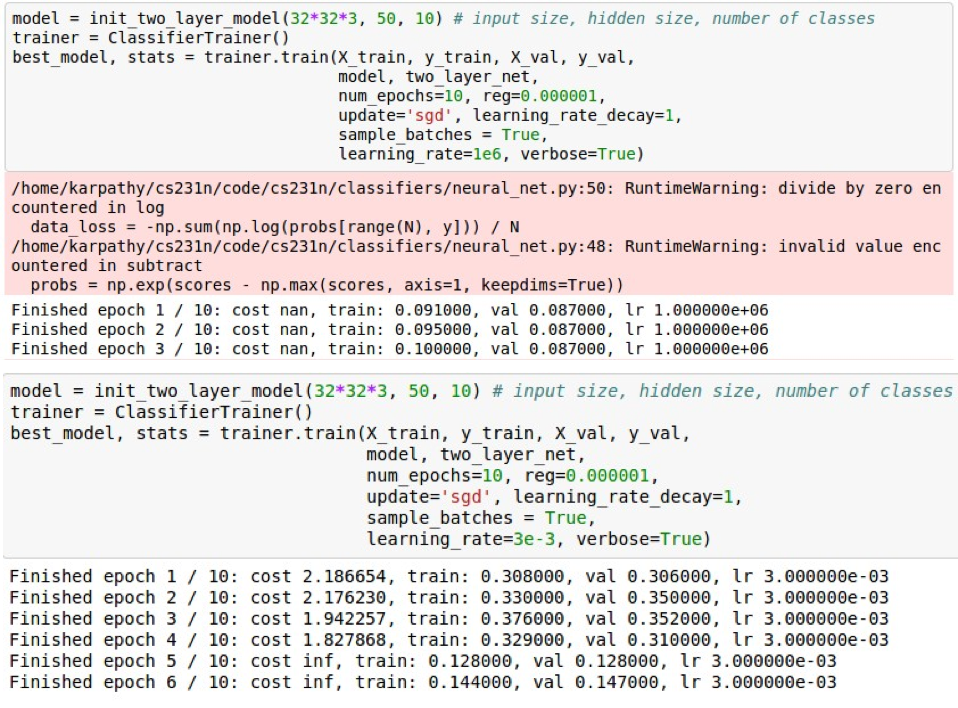 model = init_two_layer_model(32*32*3, 50, 10) # input size, hidden size, number of classes
trainer = ClassifierTrainer()
best_model, stats = trainer.train(X_train, y_train, X_val, y_val,
model, two_layer_net,
num_epochs=10, reg=0.000001,
update='sgd', learning_rate_decay=1,
sample_batches = True,
learning_rate=1e6, verbose=True)
/home/karpathy/cs231n/code/cs231n/classifiers/neural_net.py:50: RuntimeWarning: divide by zero en
countered in log
data_loss = -np.sum(np.log(probs[range(N), y])) / N
/home/karpathy/cs231n/code/cs231n/classifiers/neural_net.py:48: RuntimeWarning: invalid value enc
ountered in subtract
probs = np.exp(scores - np.max(scores, axis=1, keepdims=True))
Finished epoch 1 / 10: cost nan, train: 0.091000, val 0.087000, lr 1.000000e+06
Finished epoch 2 / 10: cost nan, train: 0.095000, val 0.087000, lr 1.000000e+06
Finished epoch 3 / 10: cost nan, train: 0.100000, val 0.087000, lr 1.000000e+06
model = init_two_layer_model(32*32*3, 50, 10) # input size, hidden size, number of classes
trainer = ClassifierTrainer()
best_model, stats = trainer.train(X_train, y_train, X_val, y_val,
model, two_layer_net,
num_epochs=10, reg=0.000001,
update='sgd', learning_rate_decay=1,
sample_batches = True,
learning_rate=3e-3, verbose=True)
Finished epoch 1 / 10: cost 2.186654, train: 0.308000, val 0.306000, lr 3.000000e-03
Finished epoch 2 / 10: cost 2.176230, train: 0.330000, val 0.350000, lr 3.000000e-03
Finished epoch 3 / 10: cost 1.942257, train: 0.376000, val 0.352000, lr 3.000000e-03
Finished epoch 4 / 10: cost 1.827868, train: 0.329000, val 0.310000, lr 3.000000e-03
Finished epoch 5 / 10: cost inf, train: 0.128000, val 0.128000, lr 3.000000e-03
Finished epoch 6 / 10: cost inf, train: 0.144000, val 0.147000, lr 3.000000e-03